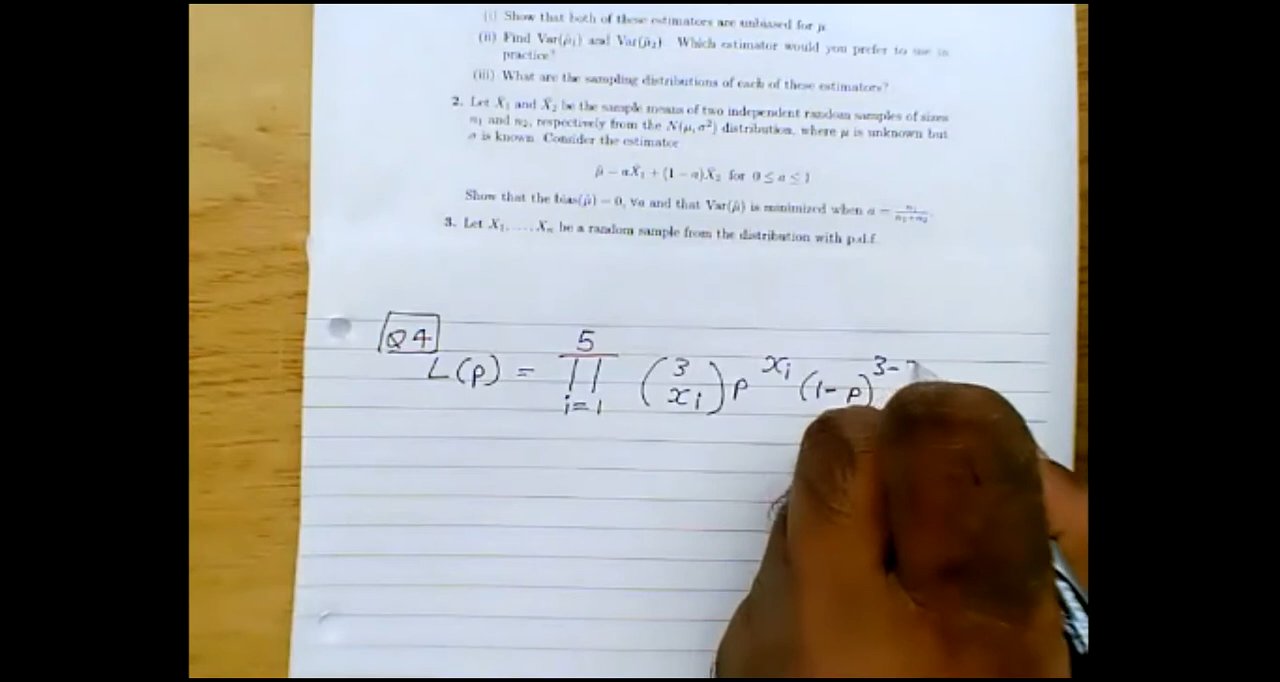 (i) Show that both of these estimators are unbiased for μ
(ii) Find Var(μ̂₁) and Var(μ̂₂). Which estimator would you prefer to use in
practice?
(iii) What are the sampling distributions of each of these estimators?
2. Let X̄₁ and X̄₂ be the sample means of two independent random samples of sizes
n₁ and n₂, respectively from the N(μ, σ²) distribution, where μ is unknown but
σ is known. Consider the estimator
μ̂ = aX̄₁ + (1 − a)X̄₂ for 0 ≤ a ≤ 1
Show that the bias(μ̂) = 0, ∀a and that Var(μ̂) is minimized when a = n₁/(n₁+n₂).
3. Let X₁, . . . , Xₙ be a random sample from the distribution with p.d.f.
Q4
L(p) = ∏_{i=1}^{5} (3 xᵢ) p^{xᵢ} (1-p)^{3-